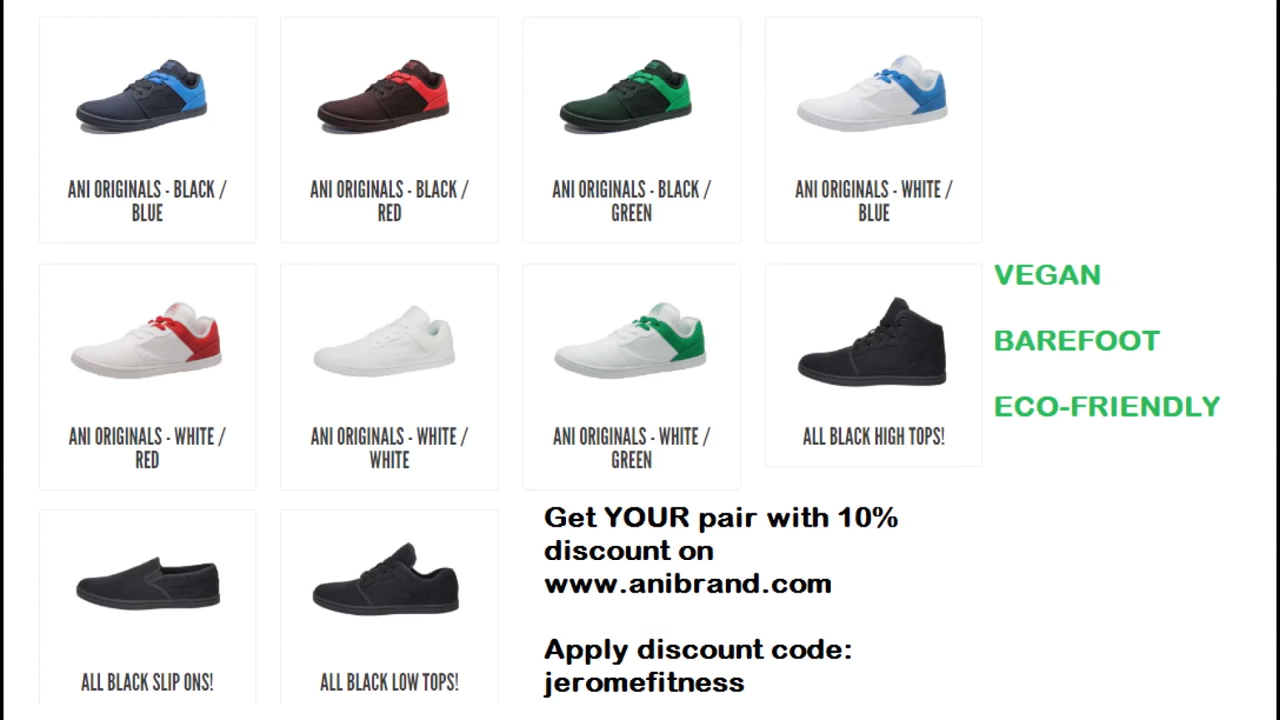 ANI ORIGINALS - BLACK /
BLUE
ANI ORIGINALS - BLACK /
RED
ANI ORIGINALS - BLACK /
GREEN
ANI ORIGINALS - WHITE /
BLUE
ANI ORIGINALS - WHITE /
RED
ANI ORIGINALS - WHITE /
WHITE
ANI ORIGINALS - WHITE /
GREEN
ALL BLACK HIGH TOPS!
VEGAN
BAREFOOT
ECO-FRIENDLY
ALL BLACK SLIP ONS!
ALL BLACK LOW TOPS!
Get YOUR pair with 10%
discount on
www.anibrand.com
Apply discount code:
jeromefitness